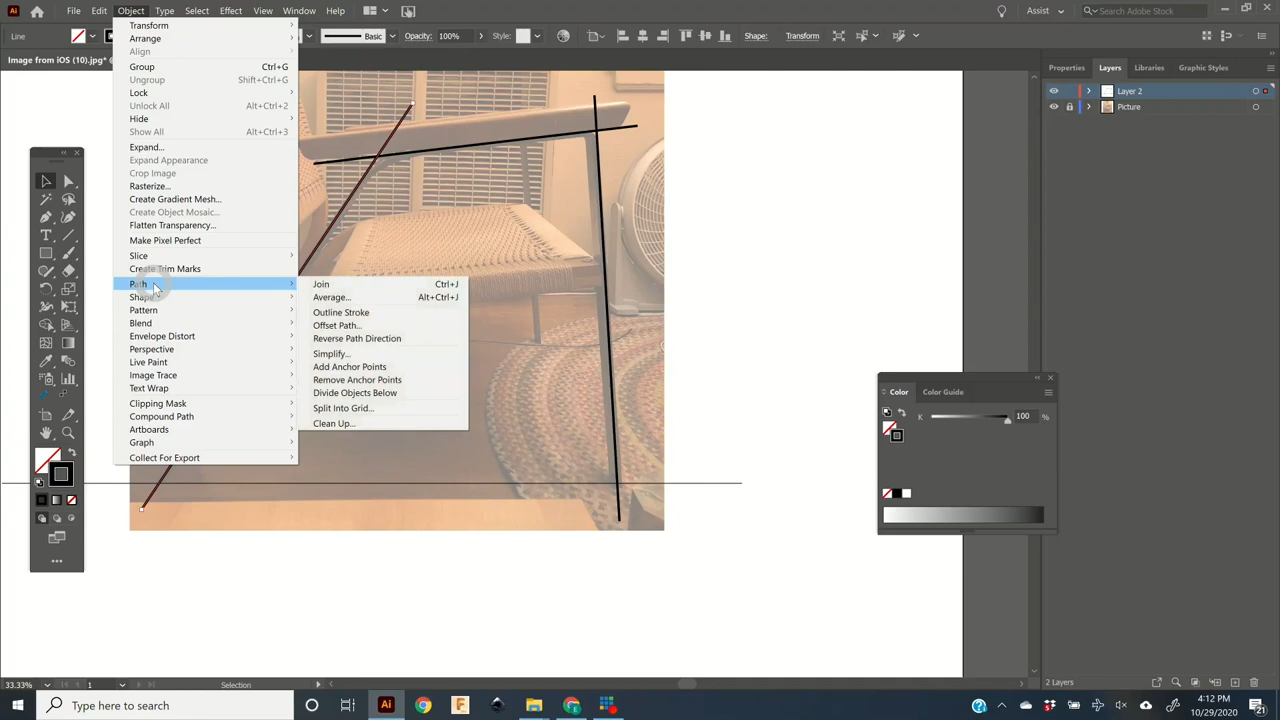 Ai Object Edit Type Select Effect View Window Help Assist Search Adobe Stock
Line Basic Opacity: 100% Style: Shape: Transform
Image from iOS (10).jpg*
Transform
Arrange
Align
Group Ctrl+G
Ungroup Shift+Ctrl+G
Lock
Unlock All Alt+Ctrl+2
Hide
Show All Alt+Ctrl+3
Expand...
Expand Appearance
Crop Image
Rasterize...
Create Gradient Mesh...
Create Object Mosaic...
Flatten Transparency...
Make Pixel Perfect
Slice
Create Trim Marks
Path
Shape
Pattern
Blend
Envelope Distort
Perspective
Live Paint
Image Trace
Text Wrap
Clipping Mask
Compound Path
Artboards
Graph
Collect For Export
Join Ctrl+J
Average... Alt+Ctrl+J
Outline Stroke
Offset Path...
Reverse Path Direction
Simplify...
Add Anchor Points
Remove Anchor Points
Divide Objects Below
Split Into Grid...
Clean Up...
Properties Layers Libraries Graphic Styles
Layer 2
Picture
Color Color Guide
K 100 %
33.33% 1 Selection 2 Layers
Type here to search Ai F
4:12 PM
10/29/2020